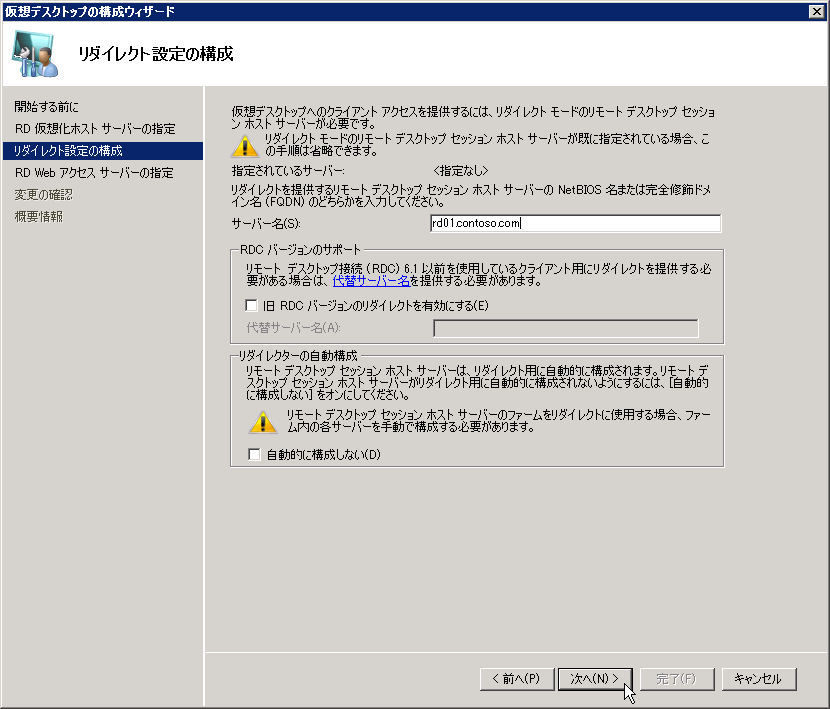 仮想デスクトップの構成ウィザード
リダイレクト設定の構成
開始する前に
RD 仮想化ホスト サーバーの指定
リダイレクト設定の構成
RD Web アクセス サーバーの指定
変更の確認
概要情報
仮想デスクトップへのクライアント アクセスを提供するには、リダイレクト モードのリモート デスクトップ セッショ
ン ホスト サーバーが必要です。
リダイレクト モードのリモート デスクトップ セッション ホスト サーバーが既に指定されている場合、こ
の手順は省略できます。
指定されているサーバー: <指定なし>
リダイレクトを提供するリモート デスクトップ セッション ホスト サーバーの NetBIOS 名または完全修飾ドメ
イン名 (FQDN) のどちらかを入力してください。
サーバー名(S): rd01.contoso.com
RDC バージョンのサポート
リモート デスクトップ接続 (RDC) 6.1 以前を使用しているクライアント用にリダイレクトを提供する必
要がある場合は、代替サーバー名を提供する必要があります。
旧 RDC バージョンのリダイレクトを有効にする(E)
代替サーバー名(A):
リダイレクターの自動構成
リモート デスクトップ セッション ホスト サーバーは、リダイレクト用に自動的に構成されます。リモート デ
スクトップ セッション ホスト サーバーがリダイレクト用に自動的に構成されないようにするには、[自動的
に構成しない] をオンにしてください。
リモート デスクトップ セッション ホスト サーバーのファームをリダイレクトに使用する場合、ファー
ム内の各サーバーを手動で構成する必要があります。
自動的に構成しない(D)
< 前へ(P) 次へ(N) > 完了(F) キャンセル